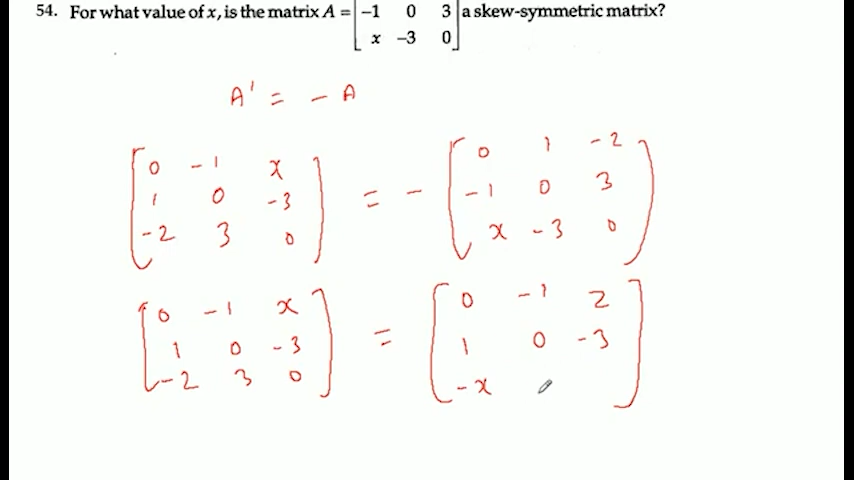 54. For what value of x, is the matrix A = [-1 0 3] a skew-symmetric matrix?
x -3 0
A' = - A
[0 -1 x
1 0 -3
-2 3 0] = - [0 1 -2
-1 0 3
x -3 0]
[0 -1 x
1 0 -3
-2 3 0] = [0 -1 2
1 0 -3
-x ]